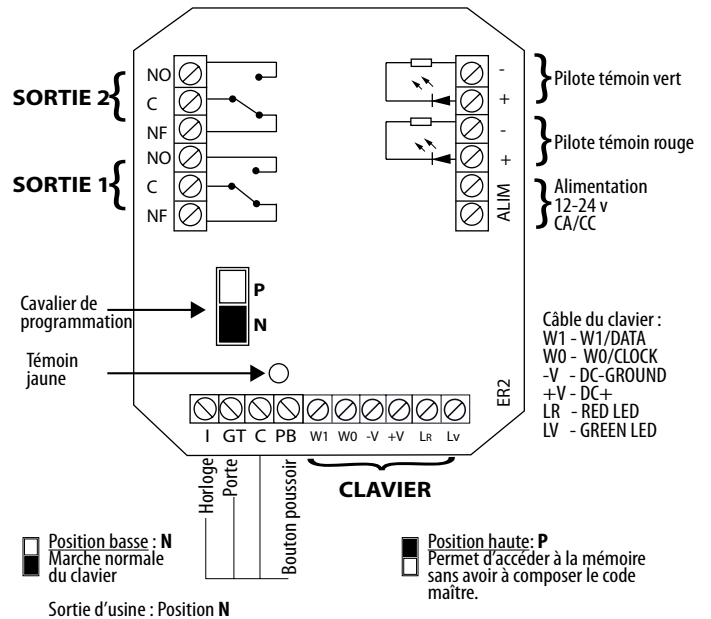 NO
C
NF
SORTIE 2
NO
C
NF
SORTIE 1
-
+
Pilote témoin vert
-
+
Pilote témoin rouge
ALIM
Alimentation
12-24 v
CA/CC
P
N
Cavalier de
programmation
Témoin
jaune
ER2
Câble du clavier :
W1 - W1/DATA
W0 - W0/CLOCK
-V - DC-GROUND
+V - DC+
LR - RED LED
LV - GREEN LED
I GT C PB W1 W0 -V +V LR LV
CLAVIER
Horloge
Porte
Bouton poussoir
Position basse : N
Marche normale
du clavier
Sortie d'usine : Position N
Position haute: P
Permet d'accéder à la mémoire
sans avoir à composer le code
maître.